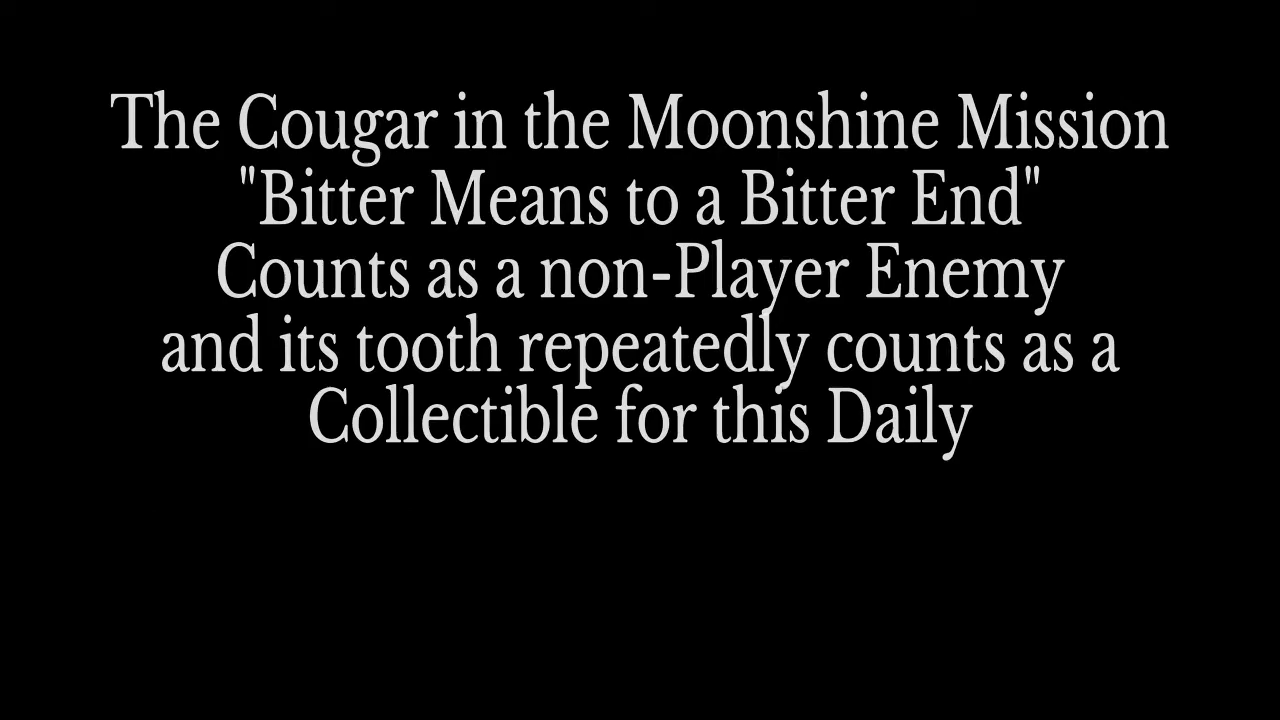 The Cougar in the Moonshine Mission
"Bitter Means to a Bitter End"
Counts as a non-Player Enemy
and its tooth repeatedly counts as a
Collectible for this Daily